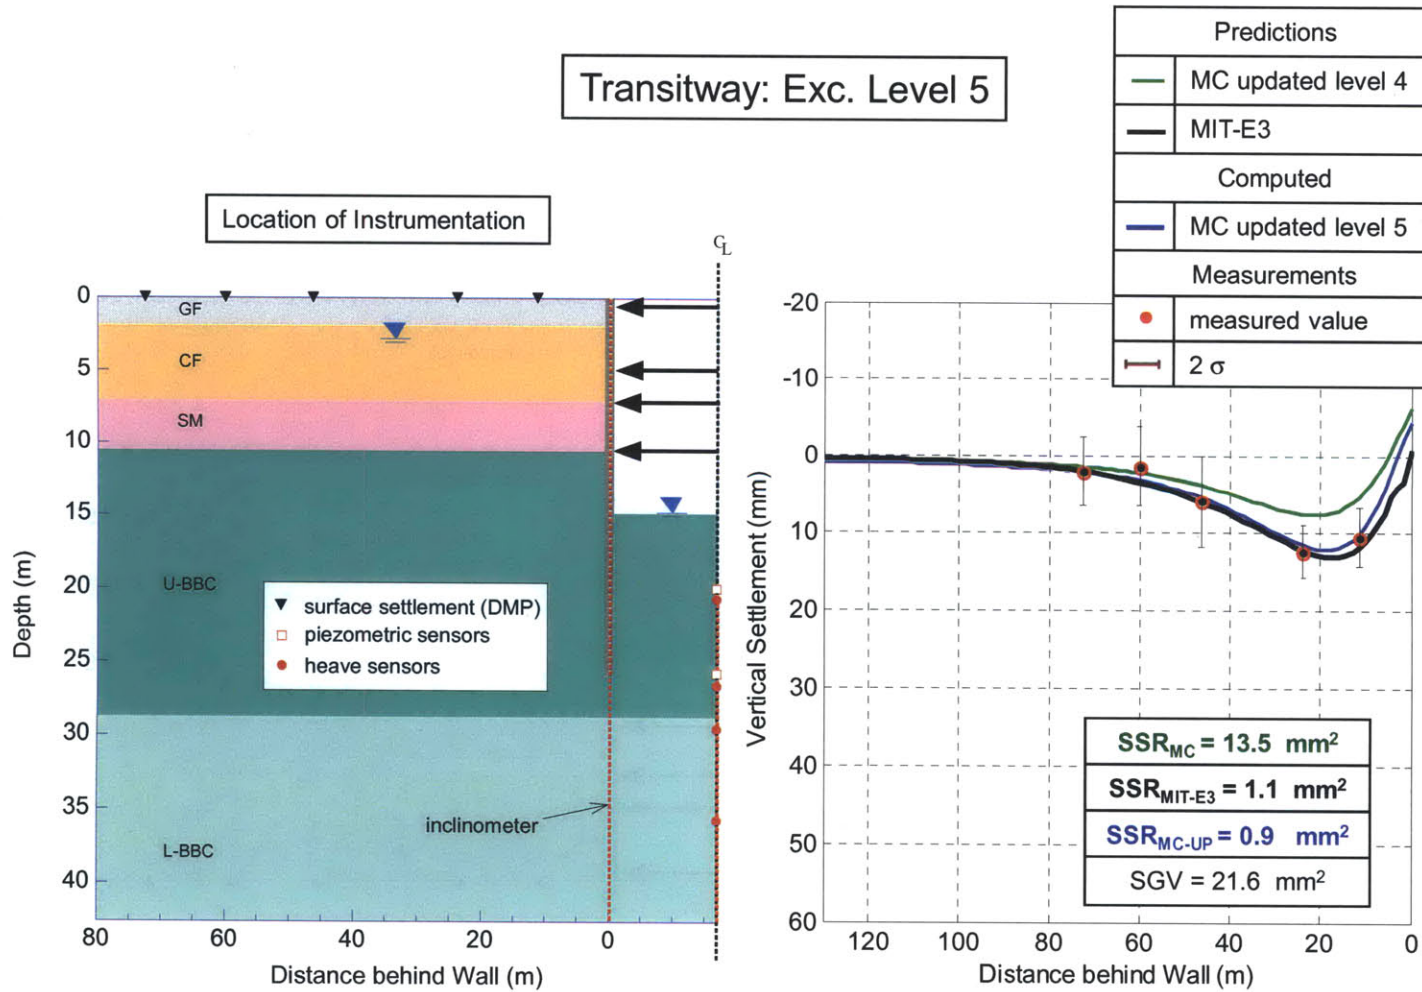 Transitway: Exc. Level 5
Predictions
MC updated level 4
MIT-E3
Computed
MC updated level 5
Measurements
measured value
2 σ
Location of Instrumentation
℄
0
5
10
15
20
25
30
35
40
Depth (m)
GF
CF
SM
U-BBC
L-BBC
surface settlement (DMP)
piezometric sensors
heave sensors
inclinometer
80 60 40 20 0
Distance behind Wall (m)
-20
-10
0
10
20
30
40
50
60
Vertical Settlement (mm)
SSR_MC = 13.5 mm²
SSR_MIT-E3 = 1.1 mm²
SSR_MC-UP = 0.9 mm²
SGV = 21.6 mm²
120 100 80 60 40 20 0
Distance behind Wall (m)